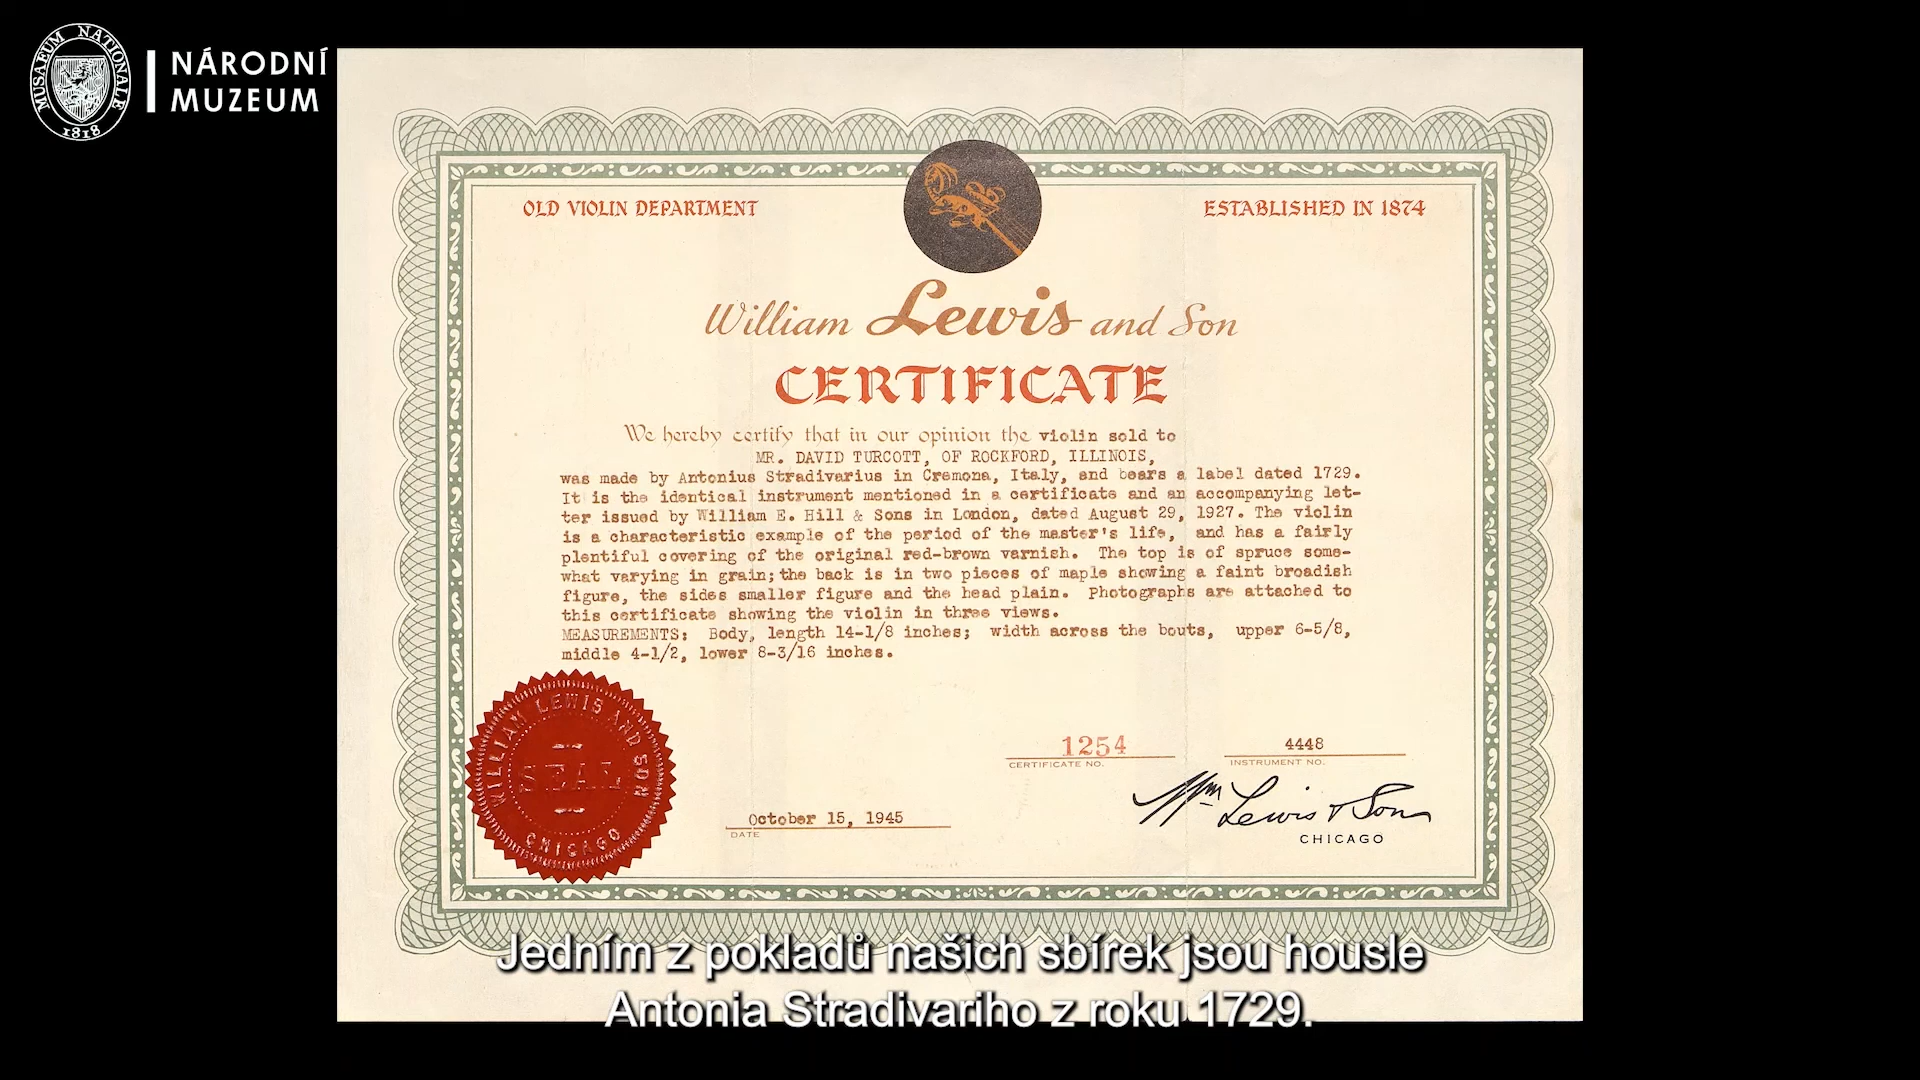 MUSAEUM NATIONALE
1818
NÁRODNÍ
MUZEUM
OLD VIOLIN DEPARTMENT
ESTABLISHED IN 1874
William Lewis and Son
CERTIFICATE
We hereby certify that in our opinion the violin sold to
MR. DAVID TURCOTT, OF ROCKFORD, ILLINOIS,
was made by Antonius Stradivarius in Cremona, Italy, and bears a label dated 1729.
It is the identical instrument mentioned in a certificate and an accompanying let-
ter issued by William E. Hill & Sons in London, dated August 29, 1927. The violin
is a characteristic example of the period of the master's life, and has a fairly
plentiful covering of the original red-brown varnish. The top is of spruce some-
what varying in grain; the back is in two pieces of maple showing a faint broadish
figure, the sides smaller figure and the head plain. Photographs are attached to
this certificate showing the violin in three views.
MEASUREMENTS: Body, length 14-1/8 inches; width across the bouts, upper 6-5/8,
middle 4-1/2, lower 8-3/16 inches.
WILLIAM LEWIS AND SON
SEAL
CHICAGO
1254
CERTIFICATE NO.
4448
INSTRUMENT NO.
October 15, 1945
DATE
Wm Lewis & Son
CHICAGO
Jedním z pokladů našich sbírek jsou housle
Antonia Stradivariho z roku 1729.